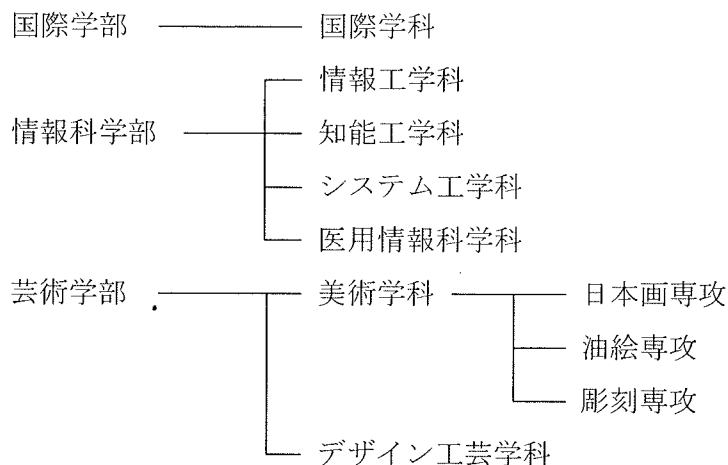 国際学部 国際学科
情報工学科
情報科学部 知能工学科
システム工学科
医用情報科学科
芸術学部 美術学科 日本画専攻
油絵専攻
彫刻専攻
デザイン工芸学科